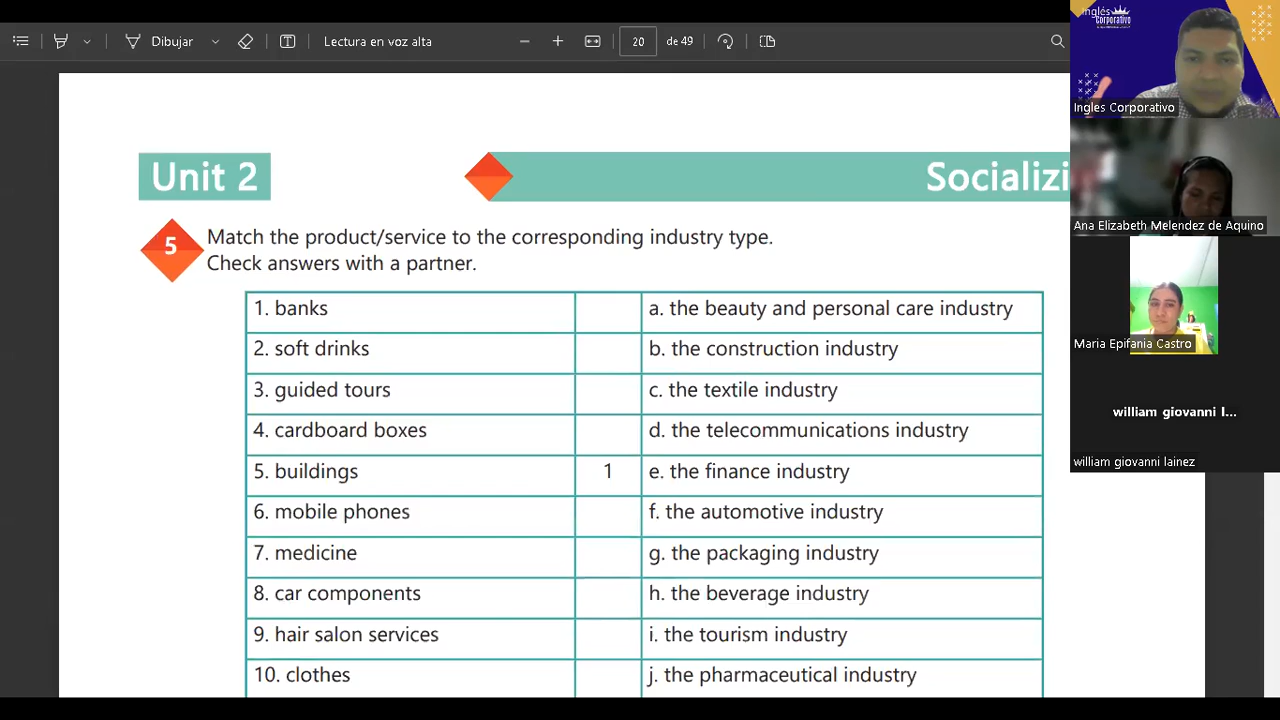 Dibujar
Lectura en voz alta
20
de 49
Unit 2
Socializi
5
Match the product/service to the corresponding industry type.
Check answers with a partner.
1. banks
a. the beauty and personal care industry
2. soft drinks
b. the construction industry
3. guided tours
c. the textile industry
4. cardboard boxes
d. the telecommunications industry
5. buildings
1
e. the finance industry
6. mobile phones
f. the automotive industry
7. medicine
g. the packaging industry
8. car components
h. the beverage industry
9. hair salon services
i. the tourism industry
10. clothes
j. the pharmaceutical industry
Inglés
Corporativo
Ingles Corporativo
Ana Elizabeth Melendez de Aquino
Maria Epifania Castro
william giovanni l...
william giovanni lainez